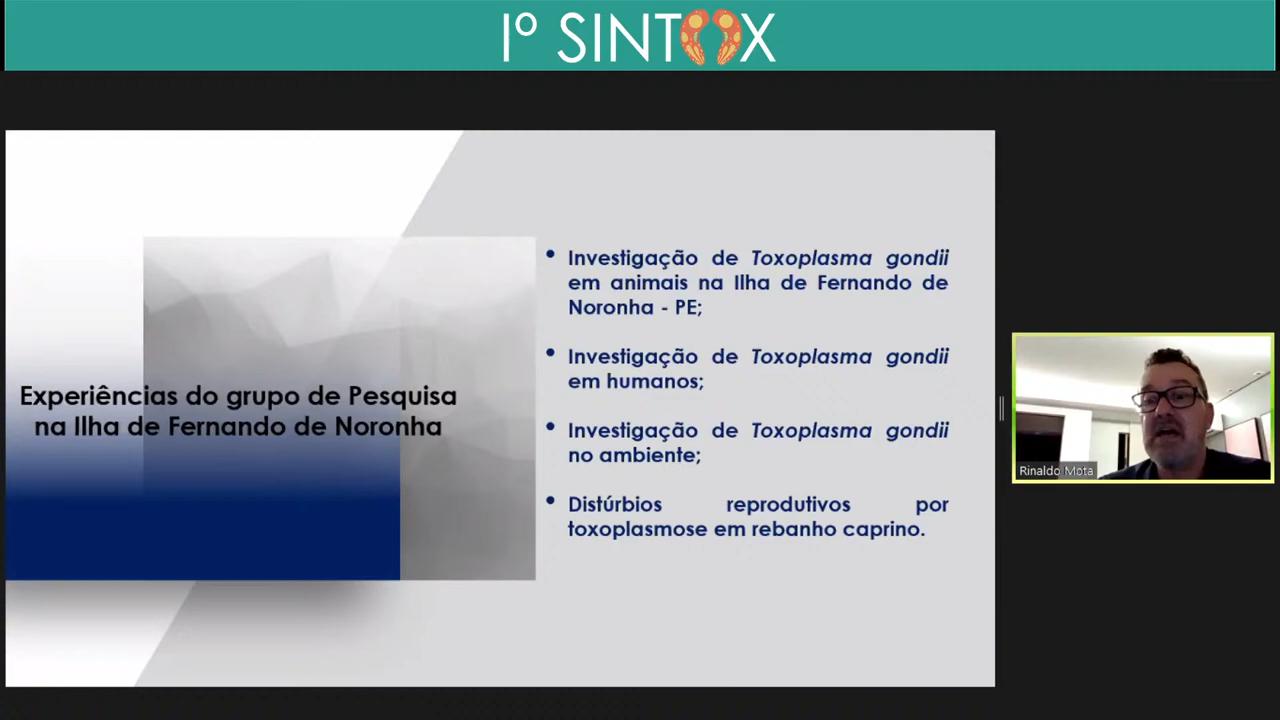 Iº SINTOX
Experiências do grupo de Pesquisa
na Ilha de Fernando de Noronha
• Investigação de Toxoplasma gondii
em animais na Ilha de Fernando de
Noronha - PE;
• Investigação de Toxoplasma gondii
em humanos;
• Investigação de Toxoplasma gondii
no ambiente;
• Distúrbios reprodutivos por
toxoplasmose em rebanho caprino.
Rinaldo Mota